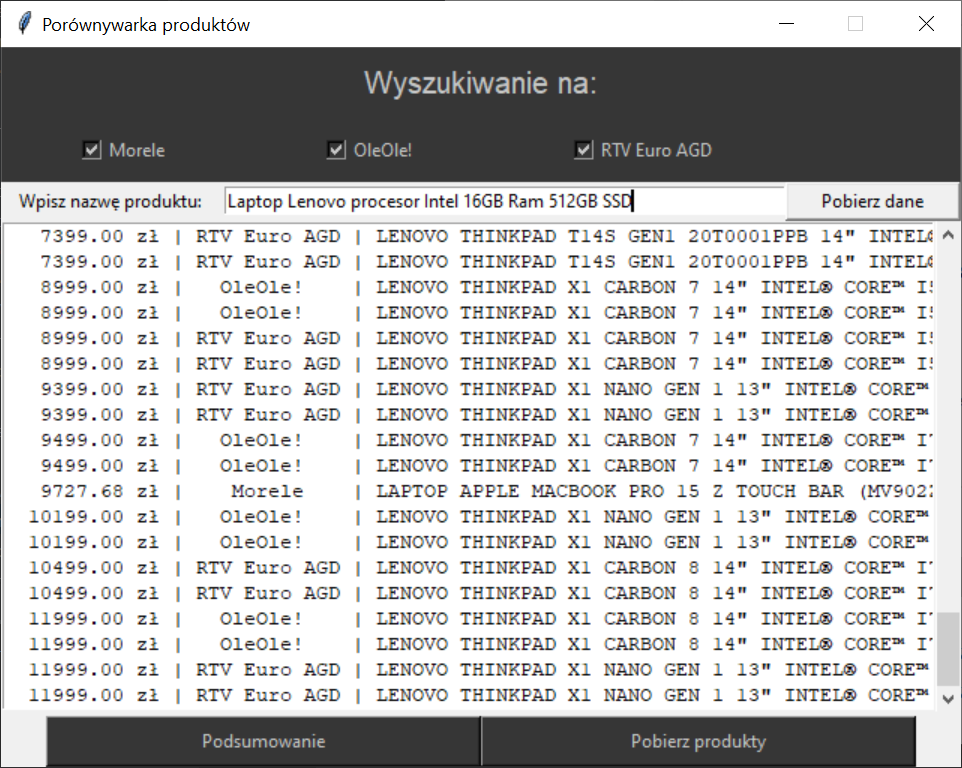 Porównywarka produktów
Wyszukiwanie na:
Morele OleOle! RTV Euro AGD
Wpisz nazwę produktu: Laptop Lenovo procesor Intel 16GB Ram 512GB SSD Pobierz dane
7399.00 zł | RTV Euro AGD | LENOVO THINKPAD T14S GEN1 20T0001PPB 14" INTEL®
7399.00 zł | RTV Euro AGD | LENOVO THINKPAD T14S GEN1 20T0001PPB 14" INTEL®
8999.00 zł | OleOle! | LENOVO THINKPAD X1 CARBON 7 14" INTEL® CORE™ I5
8999.00 zł | OleOle! | LENOVO THINKPAD X1 CARBON 7 14" INTEL® CORE™ I5
8999.00 zł | RTV Euro AGD | LENOVO THINKPAD X1 CARBON 7 14" INTEL® CORE™ I5
8999.00 zł | RTV Euro AGD | LENOVO THINKPAD X1 CARBON 7 14" INTEL® CORE™ I5
9399.00 zł | RTV Euro AGD | LENOVO THINKPAD X1 NANO GEN 1 13" INTEL® CORE™
9399.00 zł | RTV Euro AGD | LENOVO THINKPAD X1 NANO GEN 1 13" INTEL® CORE™
9499.00 zł | OleOle! | LENOVO THINKPAD X1 CARBON 7 14" INTEL® CORE™ I7
9499.00 zł | OleOle! | LENOVO THINKPAD X1 CARBON 7 14" INTEL® CORE™ I7
9727.68 zł | Morele | LAPTOP APPLE MACBOOK PRO 15 Z TOUCH BAR (MV9022
10199.00 zł | OleOle! | LENOVO THINKPAD X1 NANO GEN 1 13" INTEL® CORE™
10199.00 zł | OleOle! | LENOVO THINKPAD X1 NANO GEN 1 13" INTEL® CORE™
10499.00 zł | RTV Euro AGD | LENOVO THINKPAD X1 CARBON 8 14" INTEL® CORE™ I7
10499.00 zł | RTV Euro AGD | LENOVO THINKPAD X1 CARBON 8 14" INTEL® CORE™ I7
11999.00 zł | OleOle! | LENOVO THINKPAD X1 CARBON 8 14" INTEL® CORE™ I7
11999.00 zł | OleOle! | LENOVO THINKPAD X1 CARBON 8 14" INTEL® CORE™ I7
11999.00 zł | RTV Euro AGD | LENOVO THINKPAD X1 NANO GEN 1 13" INTEL® CORE™
11999.00 zł | RTV Euro AGD | LENOVO THINKPAD X1 NANO GEN 1 13" INTEL® CORE™
Podsumowanie Pobierz produkty